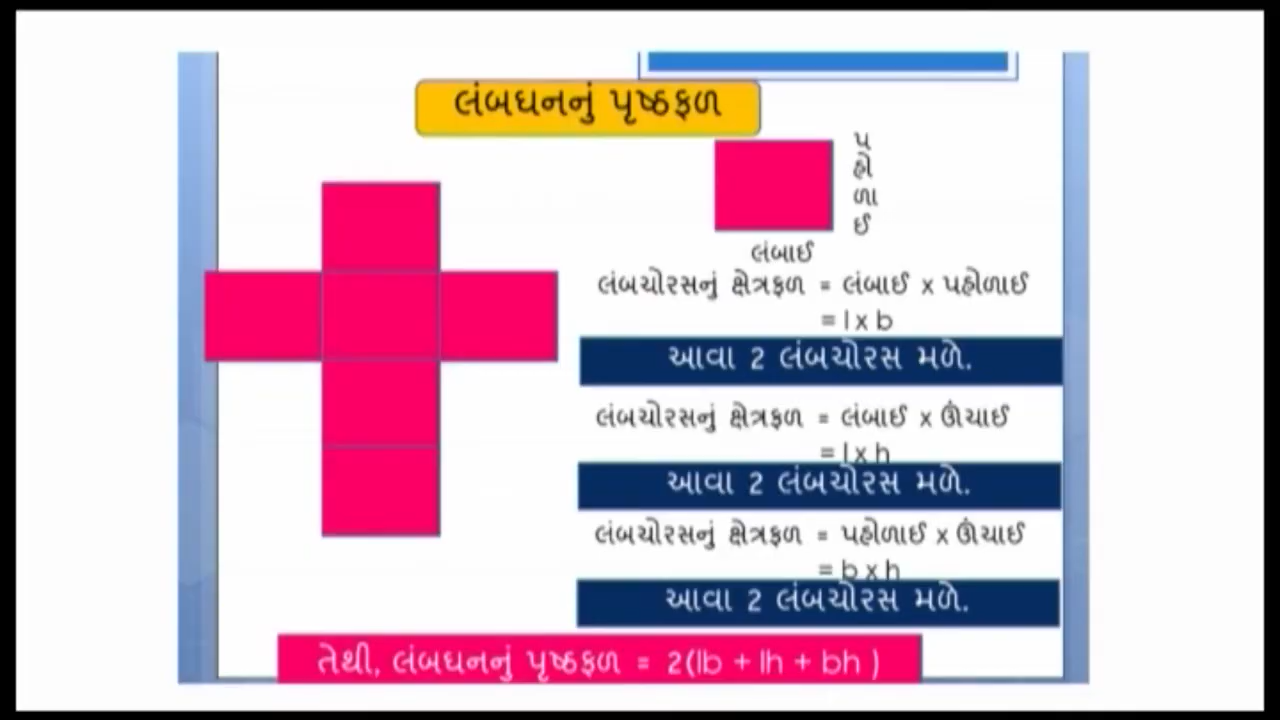 લંબઘનનું પૃષ્ઠફળ
પહોળાઈ
લંબાઈ
લંબચોરસનું ક્ષેત્રફળ = લંબાઈ x પહોળાઈ
= l x b
આવા 2 લંબચોરસ મળે.
લંબચોરસનું ક્ષેત્રફળ = લંબાઈ x ઊંચાઈ
= l x h
આવા 2 લંબચોરસ મળે.
લંબચોરસનું ક્ષેત્રફળ = પહોળાઈ x ઊંચાઈ
= b x h
આવા 2 લંબચોરસ મળે.
તેથી, લંબઘનનું પૃષ્ઠફળ = 2(lb + lh + bh )